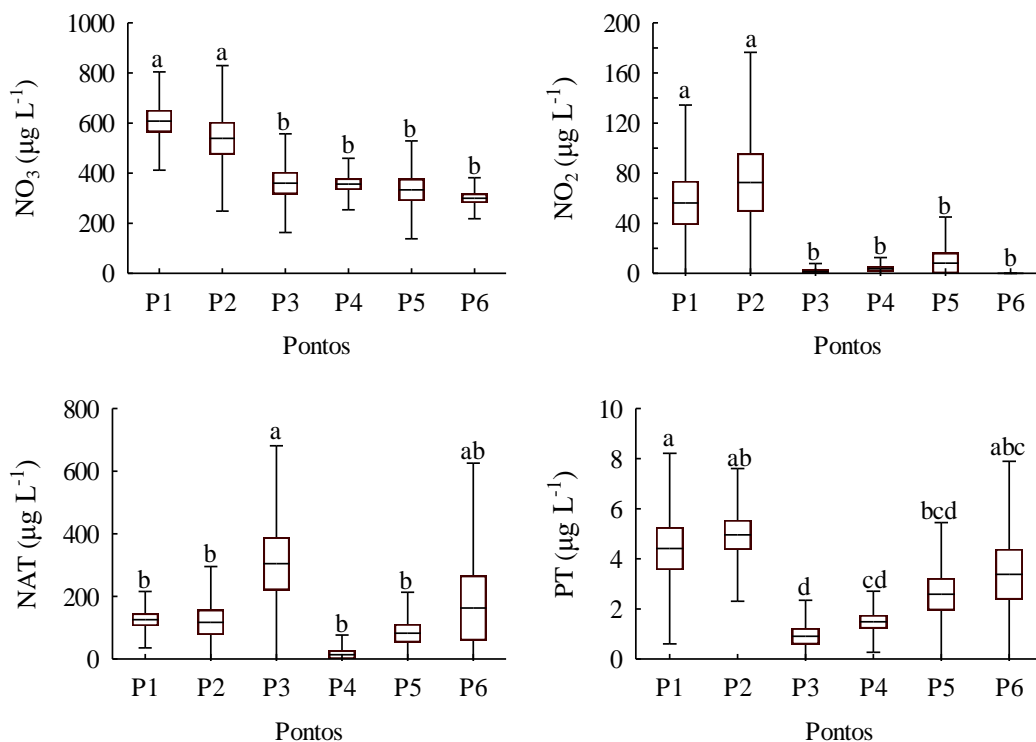 NO₃ (µg L⁻¹)
1000
800
600
400
200
0
a a b b b b
P1 P2 P3 P4 P5 P6
Pontos
NO₂ (µg L⁻¹)
200
160
120
80
40
0
a a b b b b
P1 P2 P3 P4 P5 P6
Pontos
NAT (µg L⁻¹)
800
600
400
200
0
b b a b b ab
P1 P2 P3 P4 P5 P6
Pontos
PT (µg L⁻¹)
10
8
6
4
2
0
a ab d cd bcd abc
P1 P2 P3 P4 P5 P6
Pontos